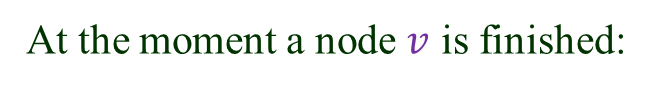 At the moment a node v is finished: